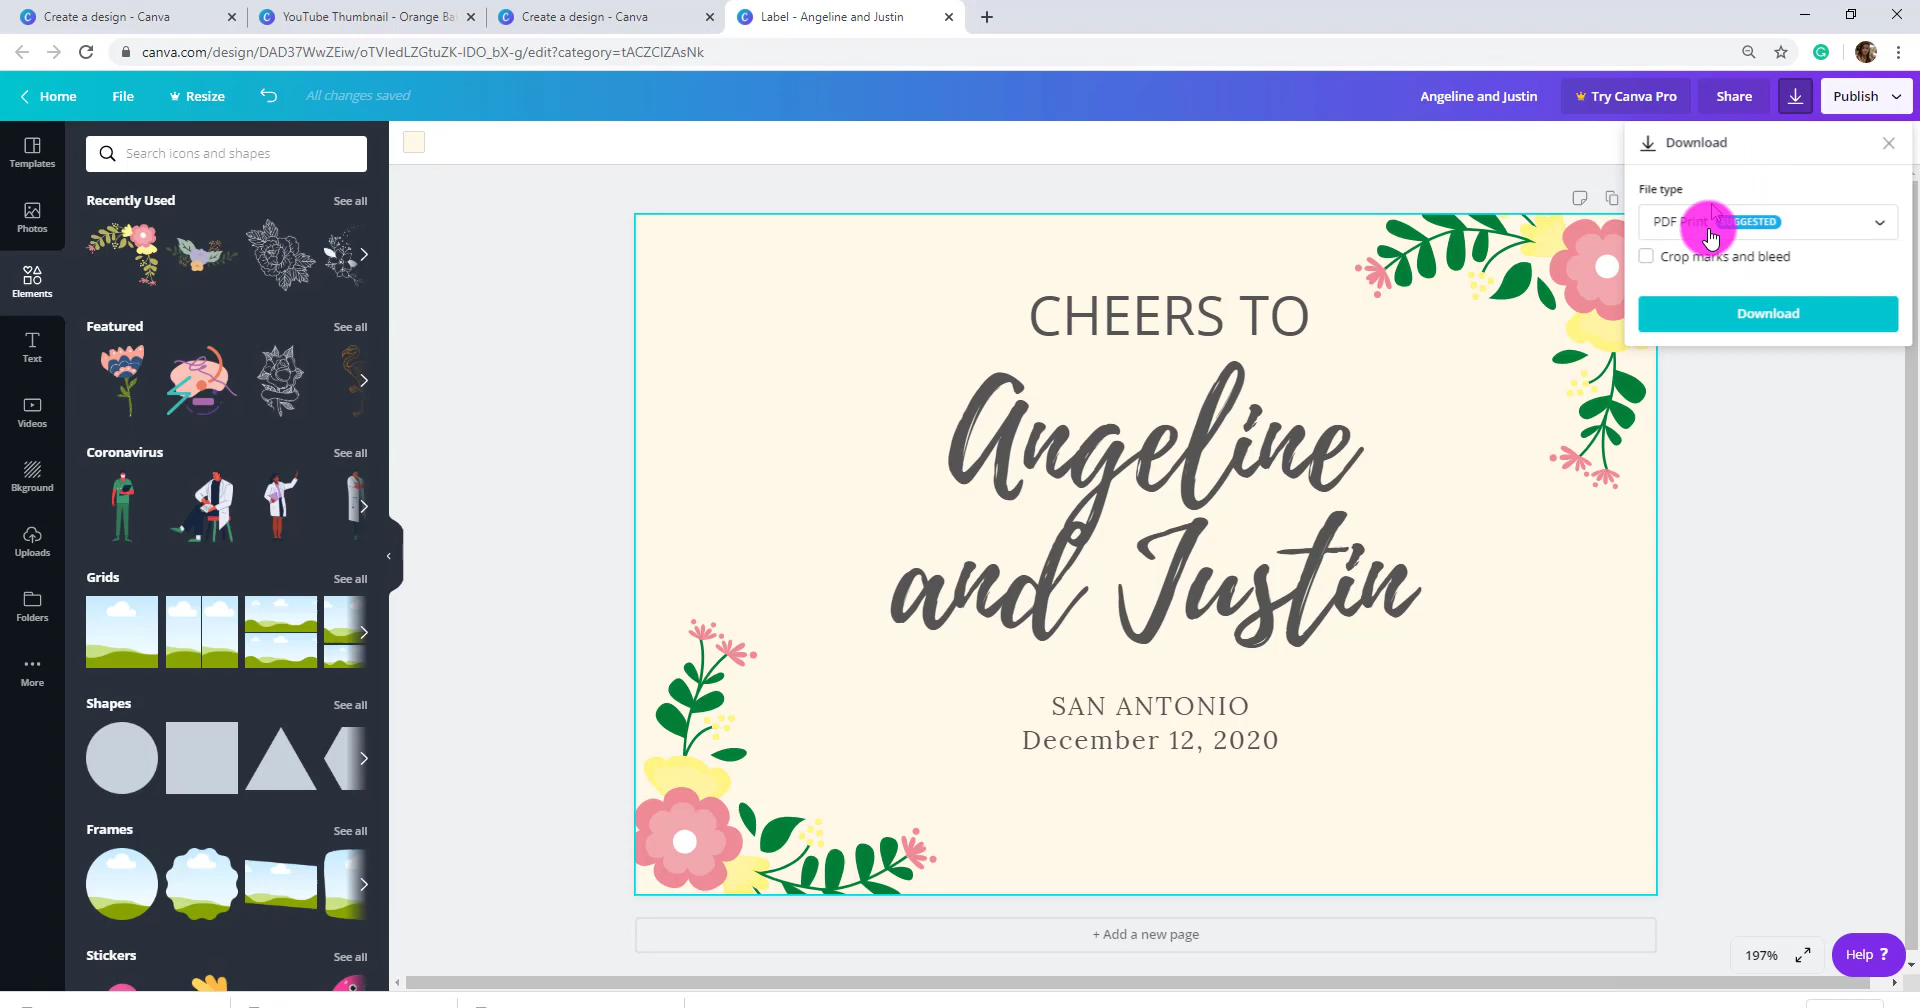 Create a design - Canva
YouTube Thumbnail - Orange Ba
Create a design - Canva
Label - Angeline and Justin
canva.com/design/DAD37WwZEiw/oTVIedLZGtuZK-IDO_bX-g/edit?category=tACZCIZAsNk
Home
File
Resize
All changes saved
Angeline and Justin
Try Canva Pro
Share
Publish
Templates
Photos
Elements
Text
Videos
Bkground
Uploads
Folders
More
Search icons and shapes
Recently Used
See all
Featured
See all
Coronavirus
See all
Grids
See all
Shapes
See all
Frames
See all
Stickers
See all
Download
File type
PDF Print SUGGESTED
Crop marks and bleed
Download
CHEERS TO
Angeline
and Justin
SAN ANTONIO
December 12, 2020
+ Add a new page
197%
Help ?